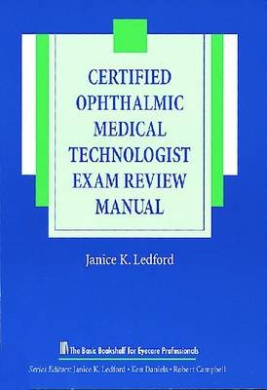 CERTIFIED
OPHTHALMIC
MEDICAL
TECHNOLOGIST
EXAM REVIEW
MANUAL
Janice K. Ledford
The Basic Bookshelf for Eyecare Professionals
Series Editors: Janice K. Ledford • Ken Daniels • Robert Campbell